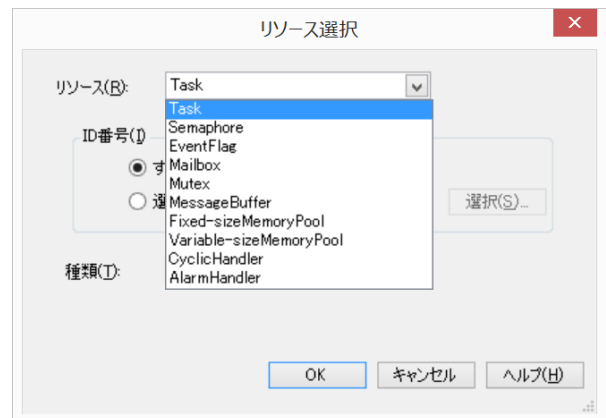 リソース選択
リソース(R):
Task
Task
Semaphore
EventFlag
Mailbox
Mutex
MessageBuffer
Fixed-sizeMemoryPool
Variable-sizeMemoryPool
CyclicHandler
AlarmHandler
ID番号(I)
す
選択(S)...
種類(T):
OK
キャンセル
ヘルプ(H)